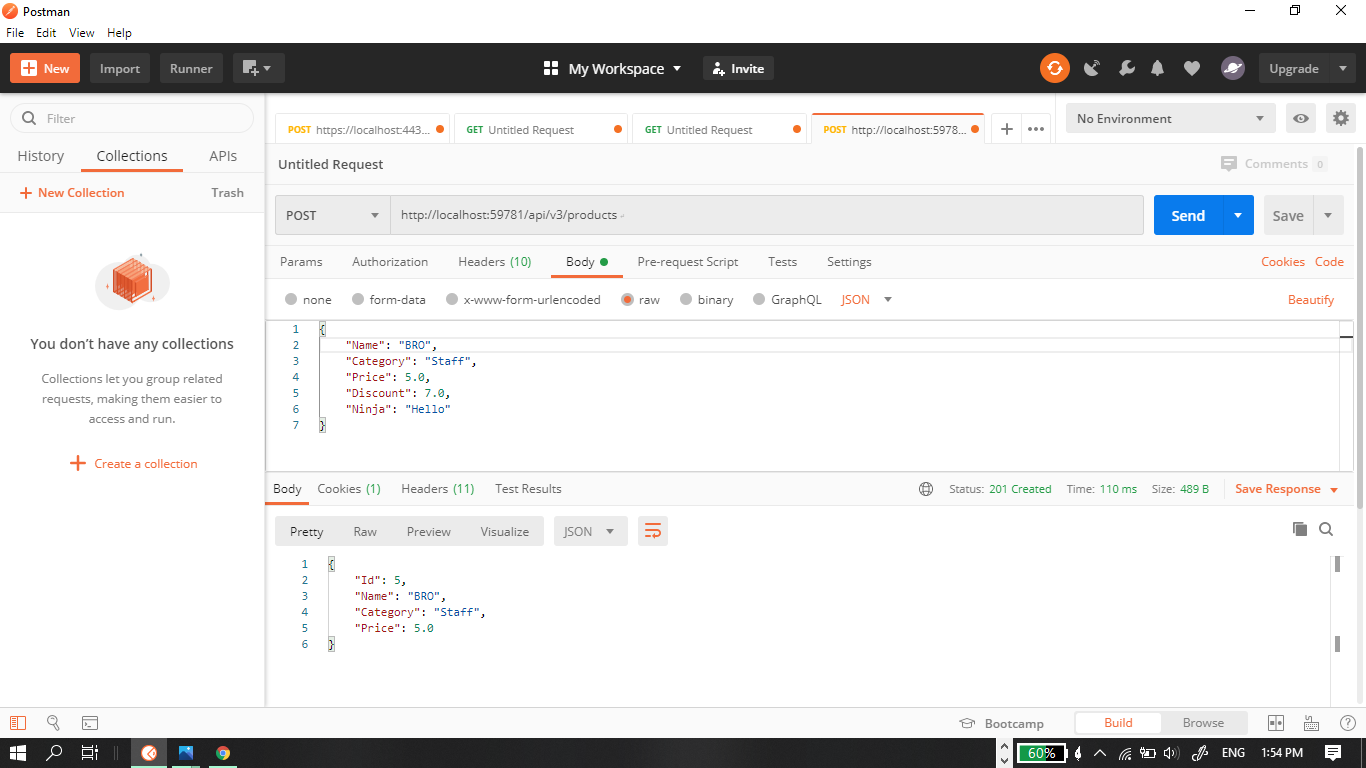 Postman
File Edit View Help
New Import Runner My Workspace Invite Upgrade
Filter
History Collections APIs
New Collection Trash
You don't have any collections
Collections let you group related
requests, making them easier to
access and run.
Create a collection
POST https://localhost:443... GET Untitled Request GET Untitled Request POST http://localhost:5978... No Environment
Untitled Request Comments 0
POST http://localhost:59781/api/v3/products Send Save
Params Authorization Headers (10) Body Pre-request Script Tests Settings Cookies Code
none form-data x-www-form-urlencoded raw binary GraphQL JSON Beautify
1 {
2 "Name": "BRO",
3 "Category": "Staff",
4 "Price": 5.0,
5 "Discount": 7.0,
6 "Ninja": "Hello"
7 }
Body Cookies (1) Headers (11) Test Results Status: 201 Created Time: 110 ms Size: 489 B Save Response
Pretty Raw Preview Visualize JSON
1 {
2 "Id": 5,
3 "Name": "BRO",
4 "Category": "Staff",
5 "Price": 5.0
6 }
Bootcamp Build Browse
60% ENG 1:54 PM